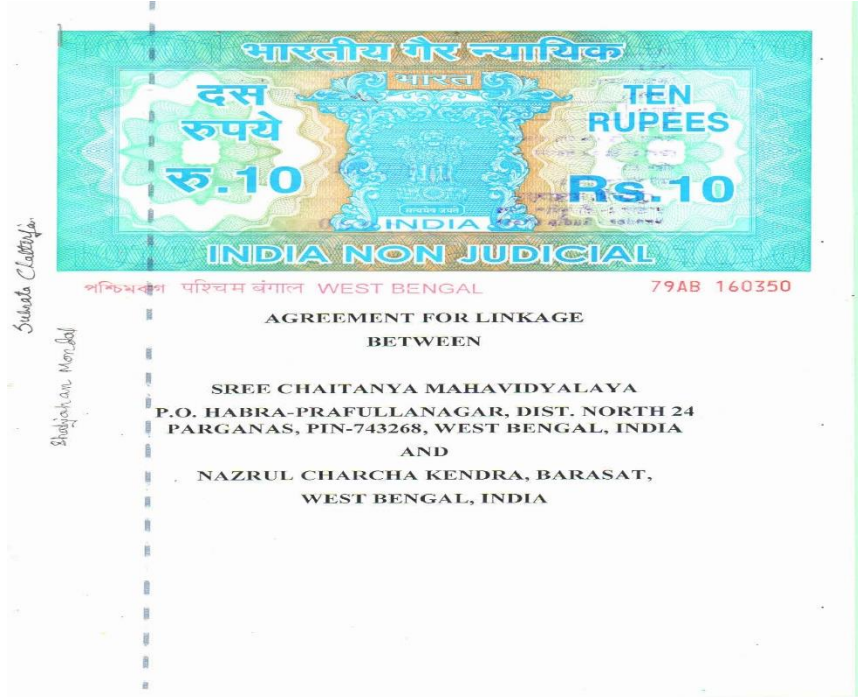 भारतीय गैर न्यायिक
भारत
दस
रुपये
रु.10
TEN
RUPEES
Rs.10
सत्यमेव जयते
INDIA
INDIA NON JUDICIAL
পশ্চিমবঙ্গ पश्चिम बंगाल WEST BENGAL
79AB 160350
AGREEMENT FOR LINKAGE
BETWEEN
SREE CHAITANYA MAHAVIDYALAYA
P.O. HABRA-PRAFULLANAGAR, DIST. NORTH 24
PARGANAS, PIN-743268, WEST BENGAL, INDIA
AND
NAZRUL CHARCHA KENDRA, BARASAT,
WEST BENGAL, INDIA
Subrata Chatterjee
Shahjahan Mondal